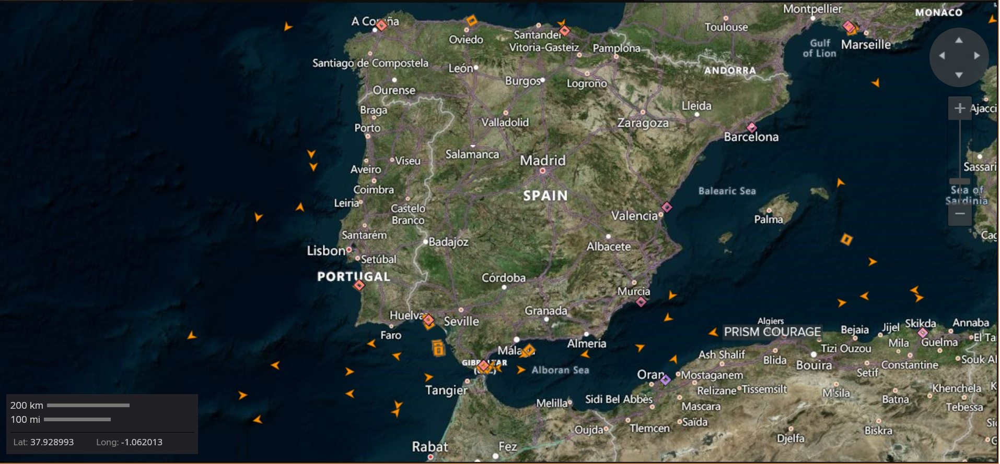 Montpellier
MONACO
A Coruña
Toulouse
Oviedo
Santander
Marseille
Vitoria-Gasteiz
Pamplona
Gulf
of Lion
Santiago de Compostela
León
ANDORRA
Burgos
Logroño
Ourense
Braga
Lleida
Ajacci
Valladolid
Zaragoza
Porto
Barcelona
Salamanca
Madrid
Viseu
Aveiro
Sassari
Coimbra
Balearic Sea
Sea of
Sardinia
SPAIN
Leiria
Castelo
Branco
Valencia
Palma
Santarém
Badajoz
Albacete
Cag
Lisbon
Setúbal
PORTUGAL
Córdoba
Murcia
Granada
Huelva
Seville
Algiers
PRISM COURAGE
Bejaia
Jijel
Skikda
Annaba
Faro
Almería
El Ta
Mila
Guelma
Tizi Ouzou
Mála
Ash Shalif
Blida
Bouira
Constantine
Souk Al
GIBRALTAR
Alboran Sea
Oran
Mostaganem
Setif
Tangier
Relizane
Tissemsilt
M'sila
Khenchela
K
Sidi Bel Abbès
Batna
Melilla
Mascara
Tebessa
200 km
100 mi
Saïda
Oujda
Tlemcen
Biskra
Djelfa
Lat: 37.928993 Long: -1.062013
Rabat
Fez